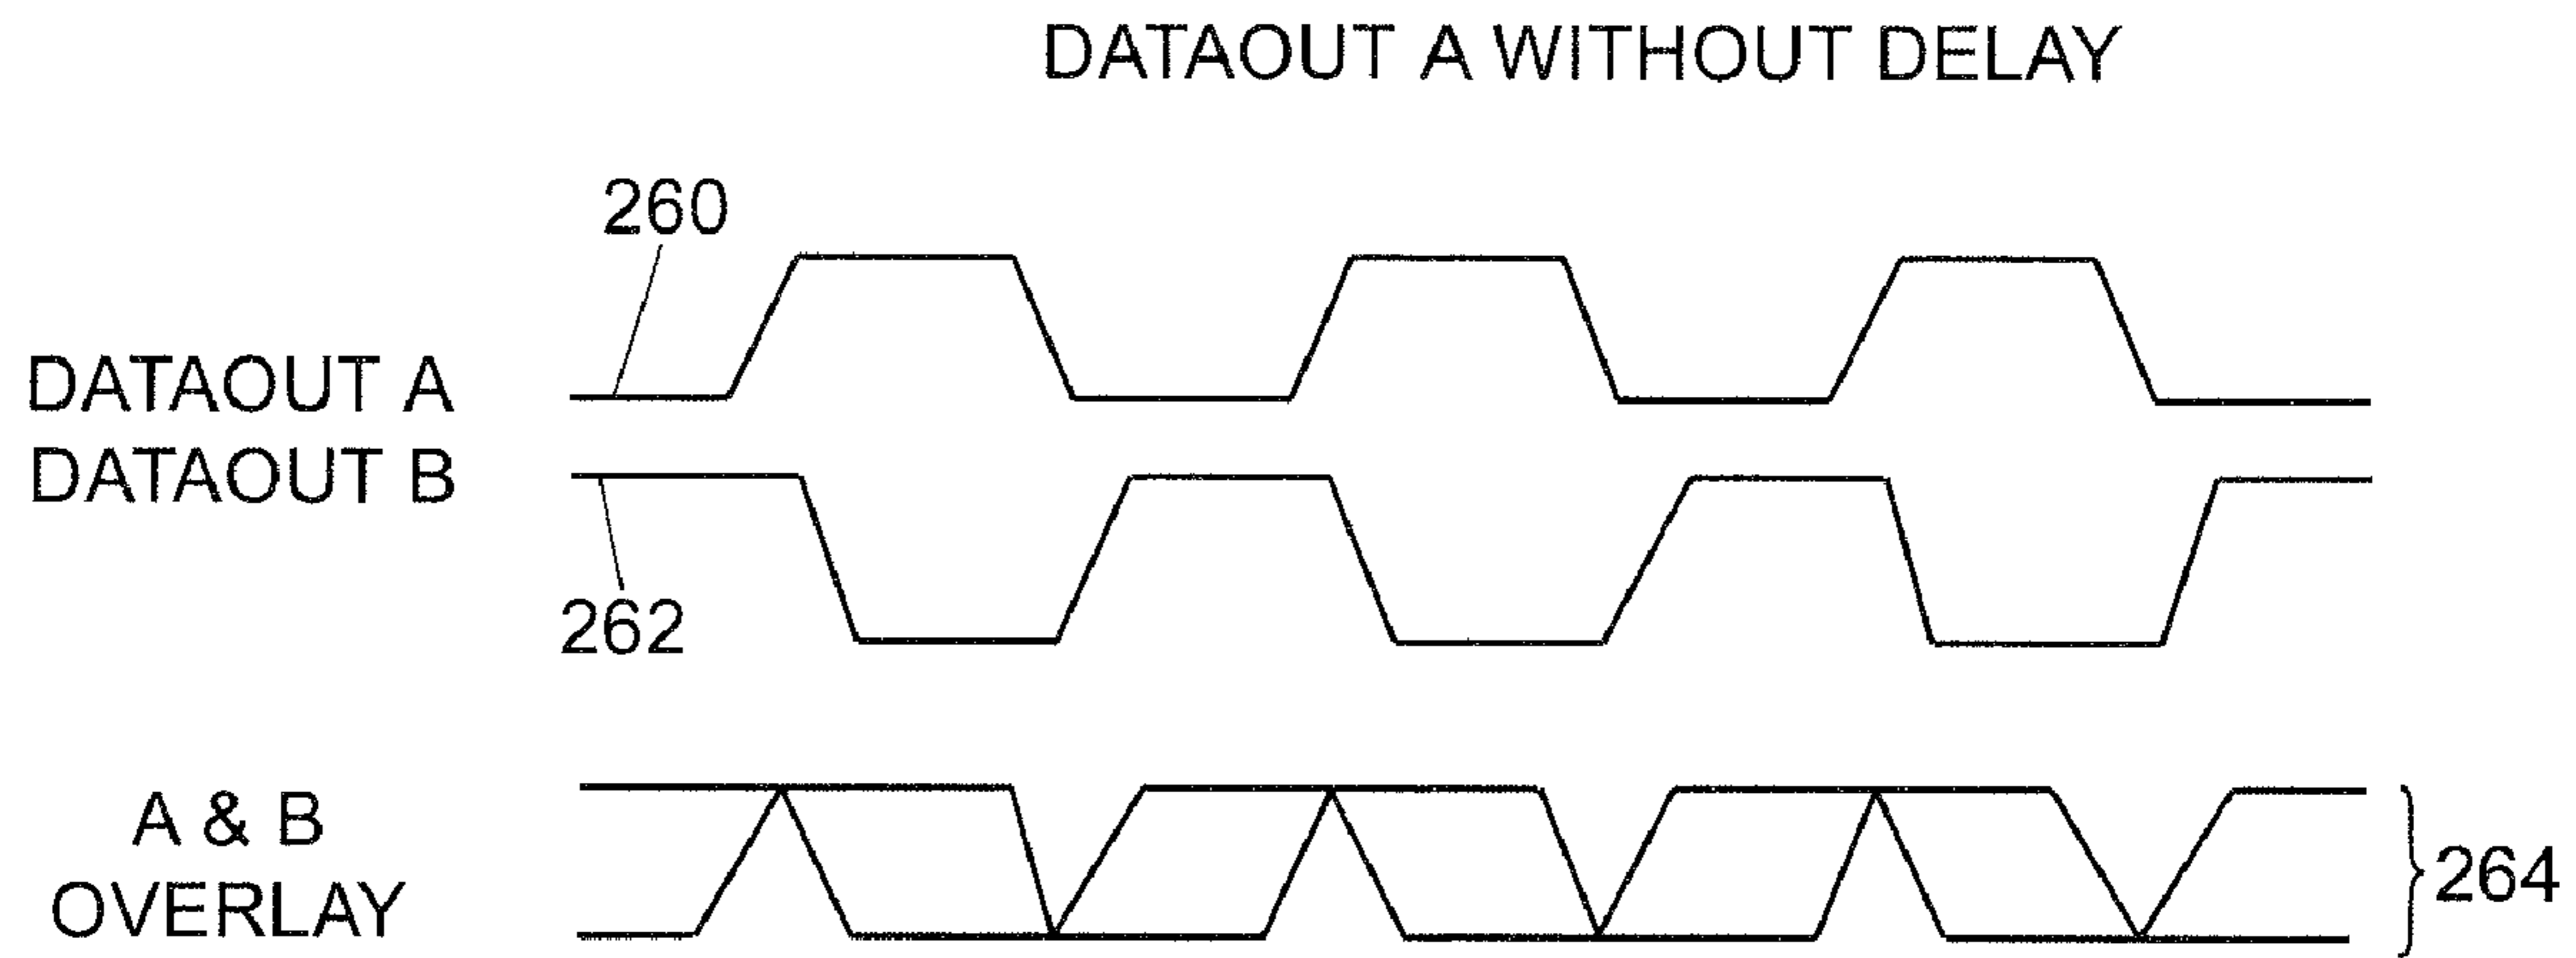 DATAOUT A WITHOUT DELAY
260
DATAOUT A
DATAOUT B
262
A & B
OVERLAY
264